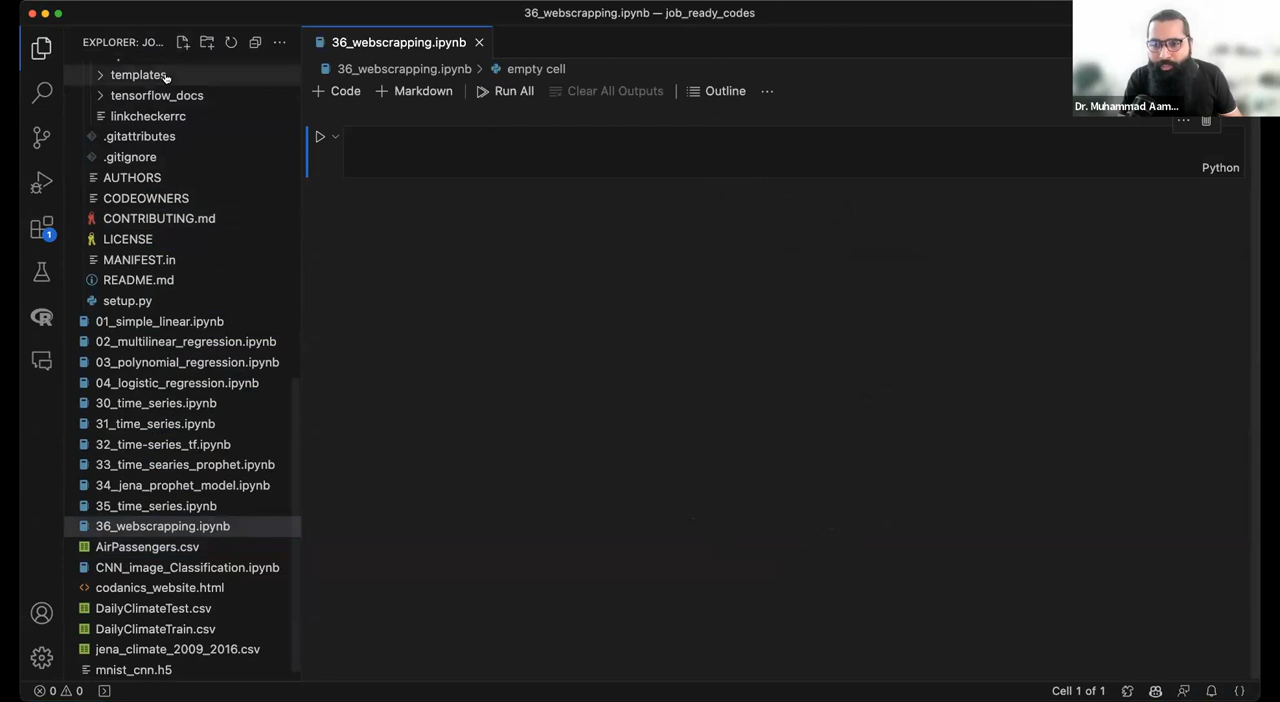 36_webscrapping.ipynb — job_ready_codes
EXPLORER: JO...
36_webscrapping.ipynb
36_webscrapping.ipynb > empty cell
+ Code + Markdown Run All Clear All Outputs Outline ...
Python
templates
tensorflow_docs
linkcheckerrc
.gitattributes
.gitignore
AUTHORS
CODEOWNERS
CONTRIBUTING.md
LICENSE
MANIFEST.in
README.md
setup.py
01_simple_linear.ipynb
02_multilinear_regression.ipynb
03_polynomial_regression.ipynb
04_logistic_regression.ipynb
30_time_series.ipynb
31_time_series.ipynb
32_time-series_tf.ipynb
33_time_searies_prophet.ipynb
34_jena_prophet_model.ipynb
35_time_series.ipynb
36_webscrapping.ipynb
AirPassengers.csv
CNN_image_Classification.ipynb
codanics_website.html
DailyClimateTest.csv
DailyClimateTrain.csv
jena_climate_2009_2016.csv
mnist_cnn.h5
1
Dr. Muhammad Aam...
0 0
Cell 1 of 1